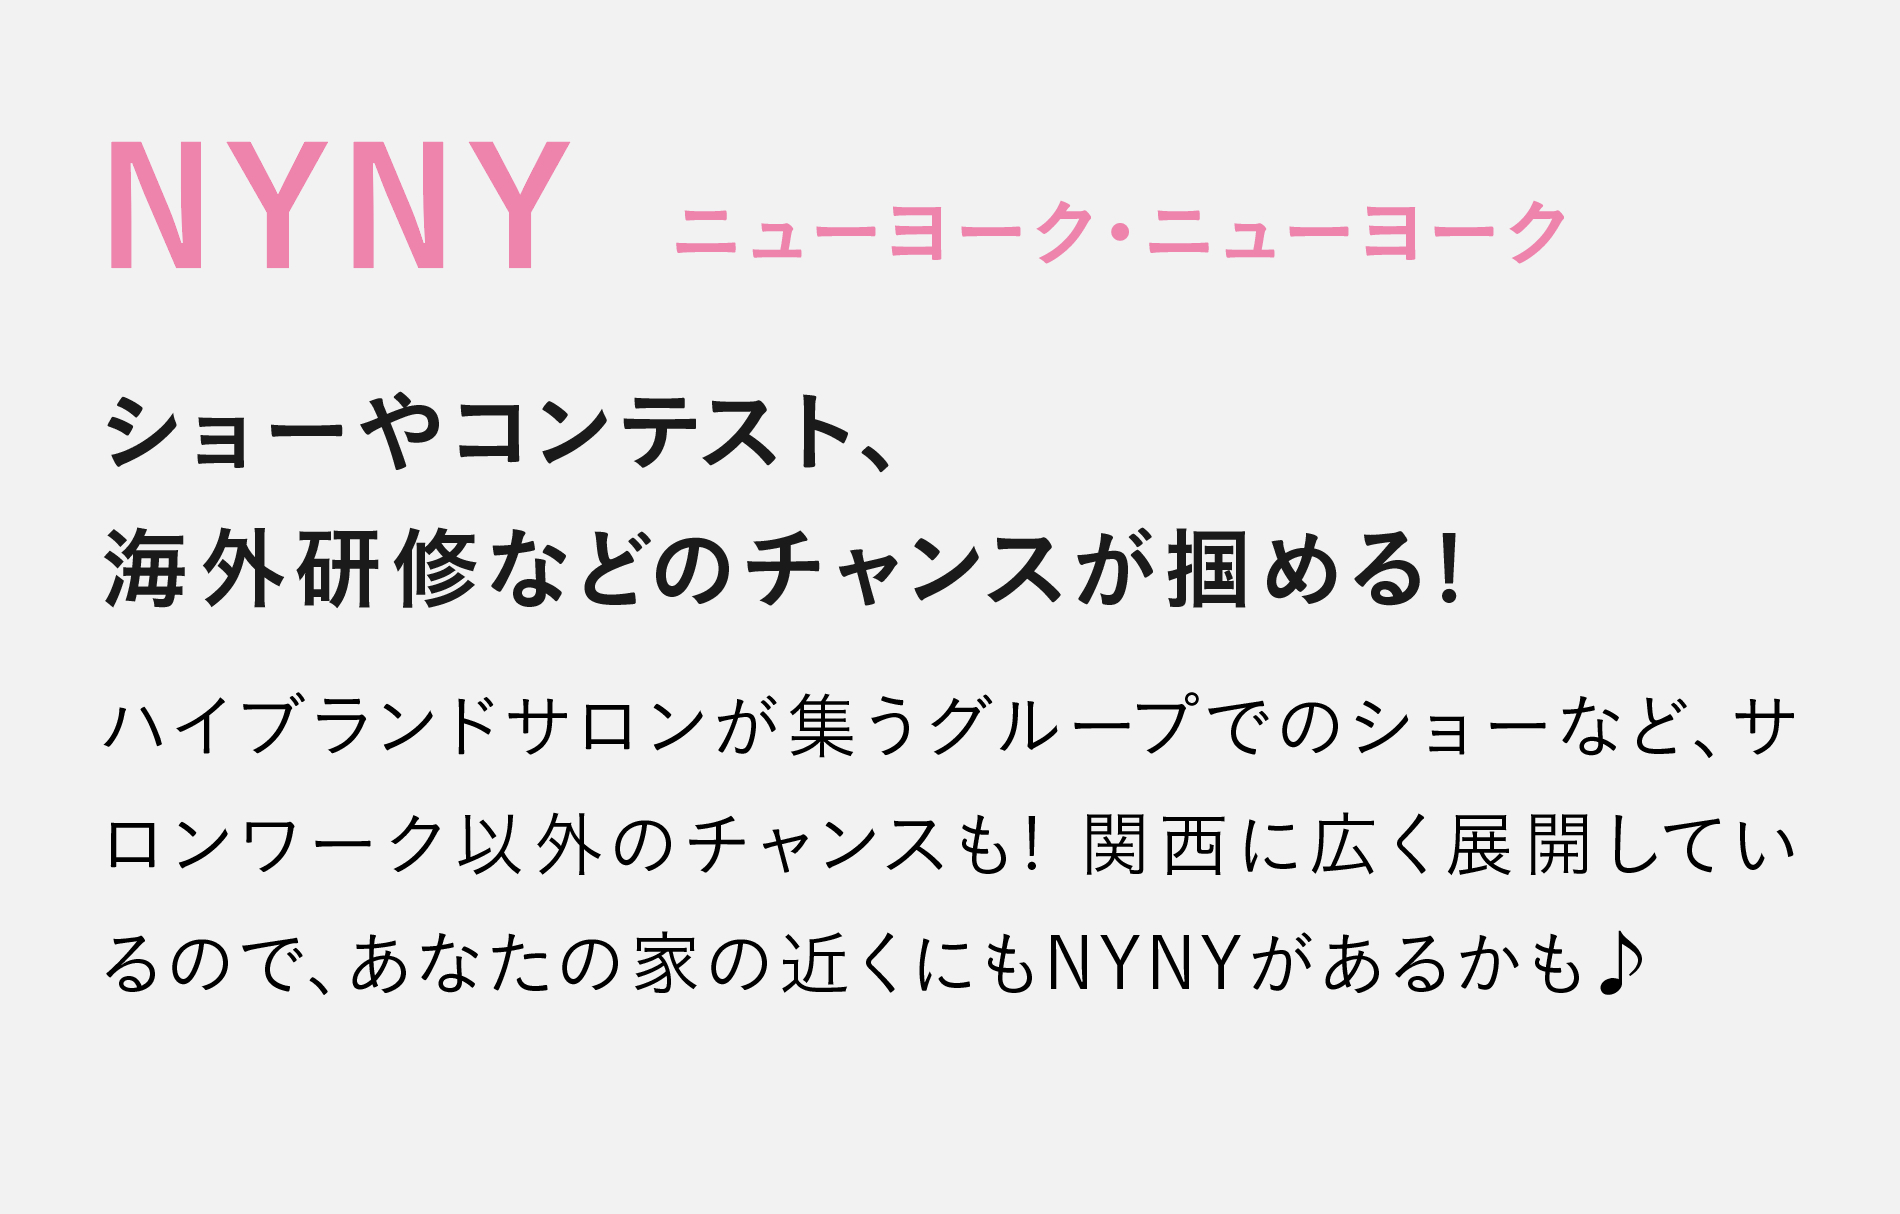 NYNY ニューヨーク・ニューヨーク
ショーやコンテスト、
海外研修などのチャンスが掴める！
ハイブランドサロンが集うグループでのショーなど、サ
ロンワーク以外のチャンスも！ 関西に広く展開してい
るので、あなたの家の近くにもNYNYがあるかも♪